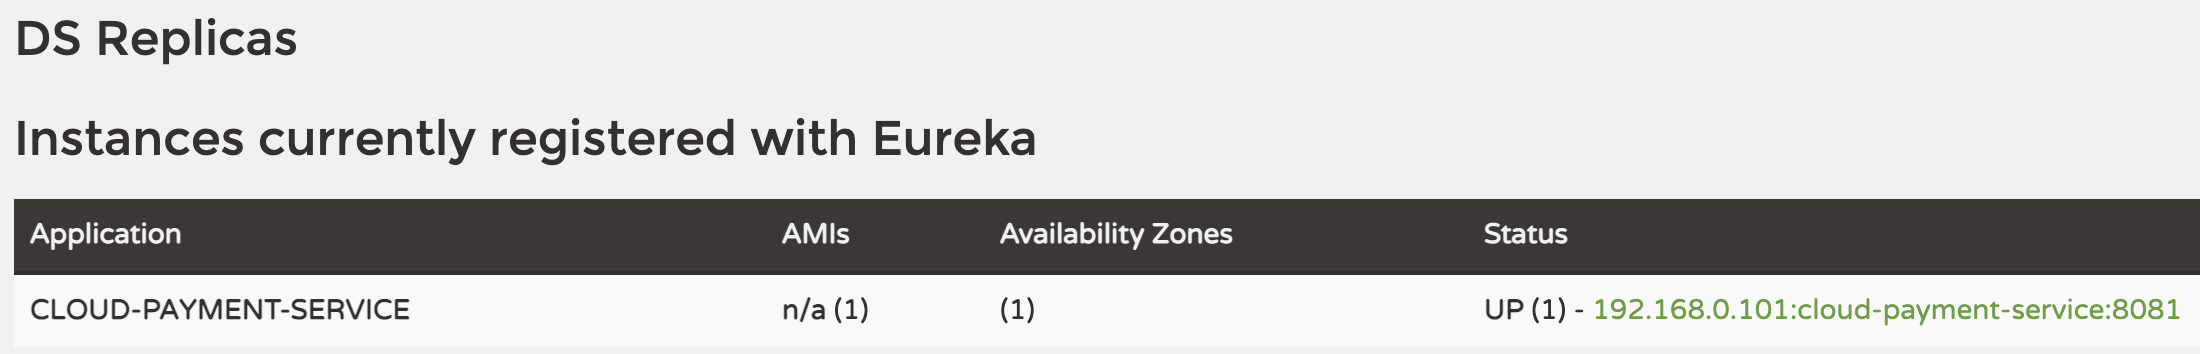 DS Replicas
Instances currently registered with Eureka
Application AMIs Availability Zones Status
CLOUD-PAYMENT-SERVICE n/a (1) (1) UP (1) - 192.168.0.101:cloud-payment-service:8081